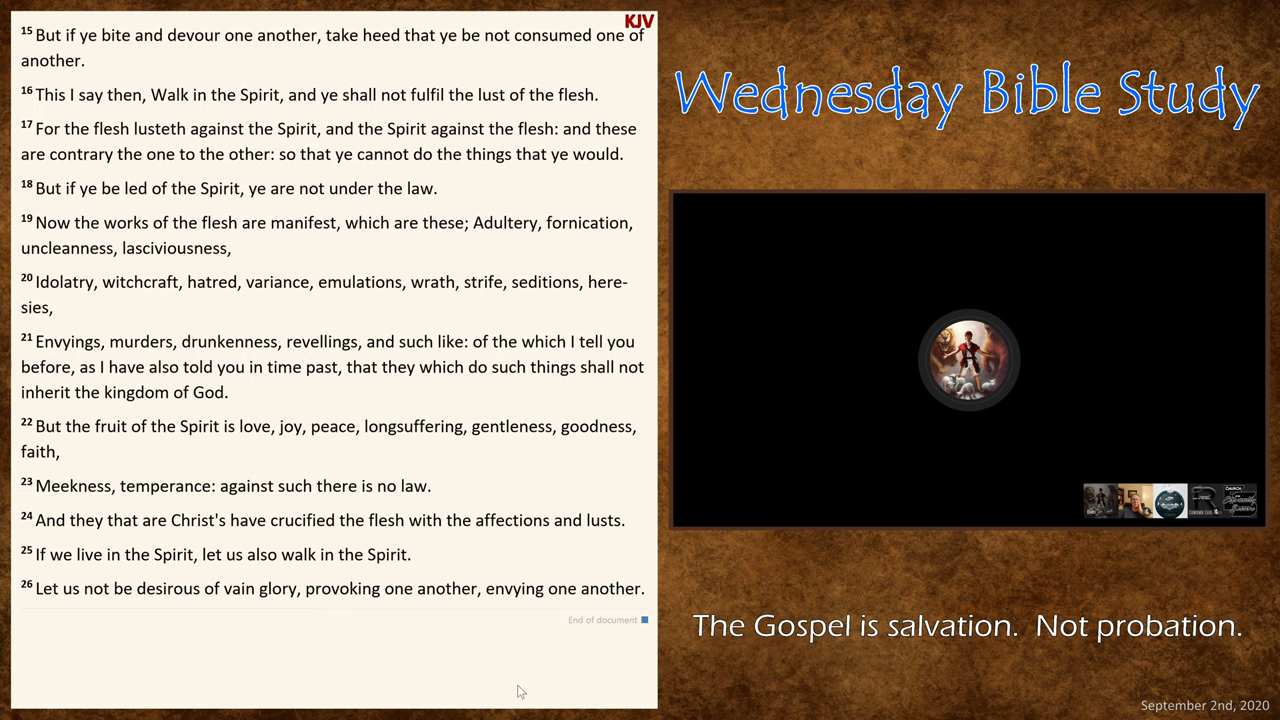 KJV
15 But if ye bite and devour one another, take heed that ye be not consumed one of
another.
16 This I say then, Walk in the Spirit, and ye shall not fulfil the lust of the flesh.
17 For the flesh lusteth against the Spirit, and the Spirit against the flesh: and these
are contrary the one to the other: so that ye cannot do the things that ye would.
18 But if ye be led of the Spirit, ye are not under the law.
19 Now the works of the flesh are manifest, which are these; Adultery, fornication,
uncleanness, lasciviousness,
20 Idolatry, witchcraft, hatred, variance, emulations, wrath, strife, seditions, here-
sies,
21 Envyings, murders, drunkenness, revellings, and such like: of the which I tell you
before, as I have also told you in time past, that they which do such things shall not
inherit the kingdom of God.
22 But the fruit of the Spirit is love, joy, peace, longsuffering, gentleness, goodness,
faith,
23 Meekness, temperance: against such there is no law.
24 And they that are Christ's have crucified the flesh with the affections and lusts.
25 If we live in the Spirit, let us also walk in the Spirit.
26 Let us not be desirous of vain glory, provoking one another, envying one another.
End of document
Wednesday Bible Study
The Gospel is salvation. Not probation.
September 2nd, 2020